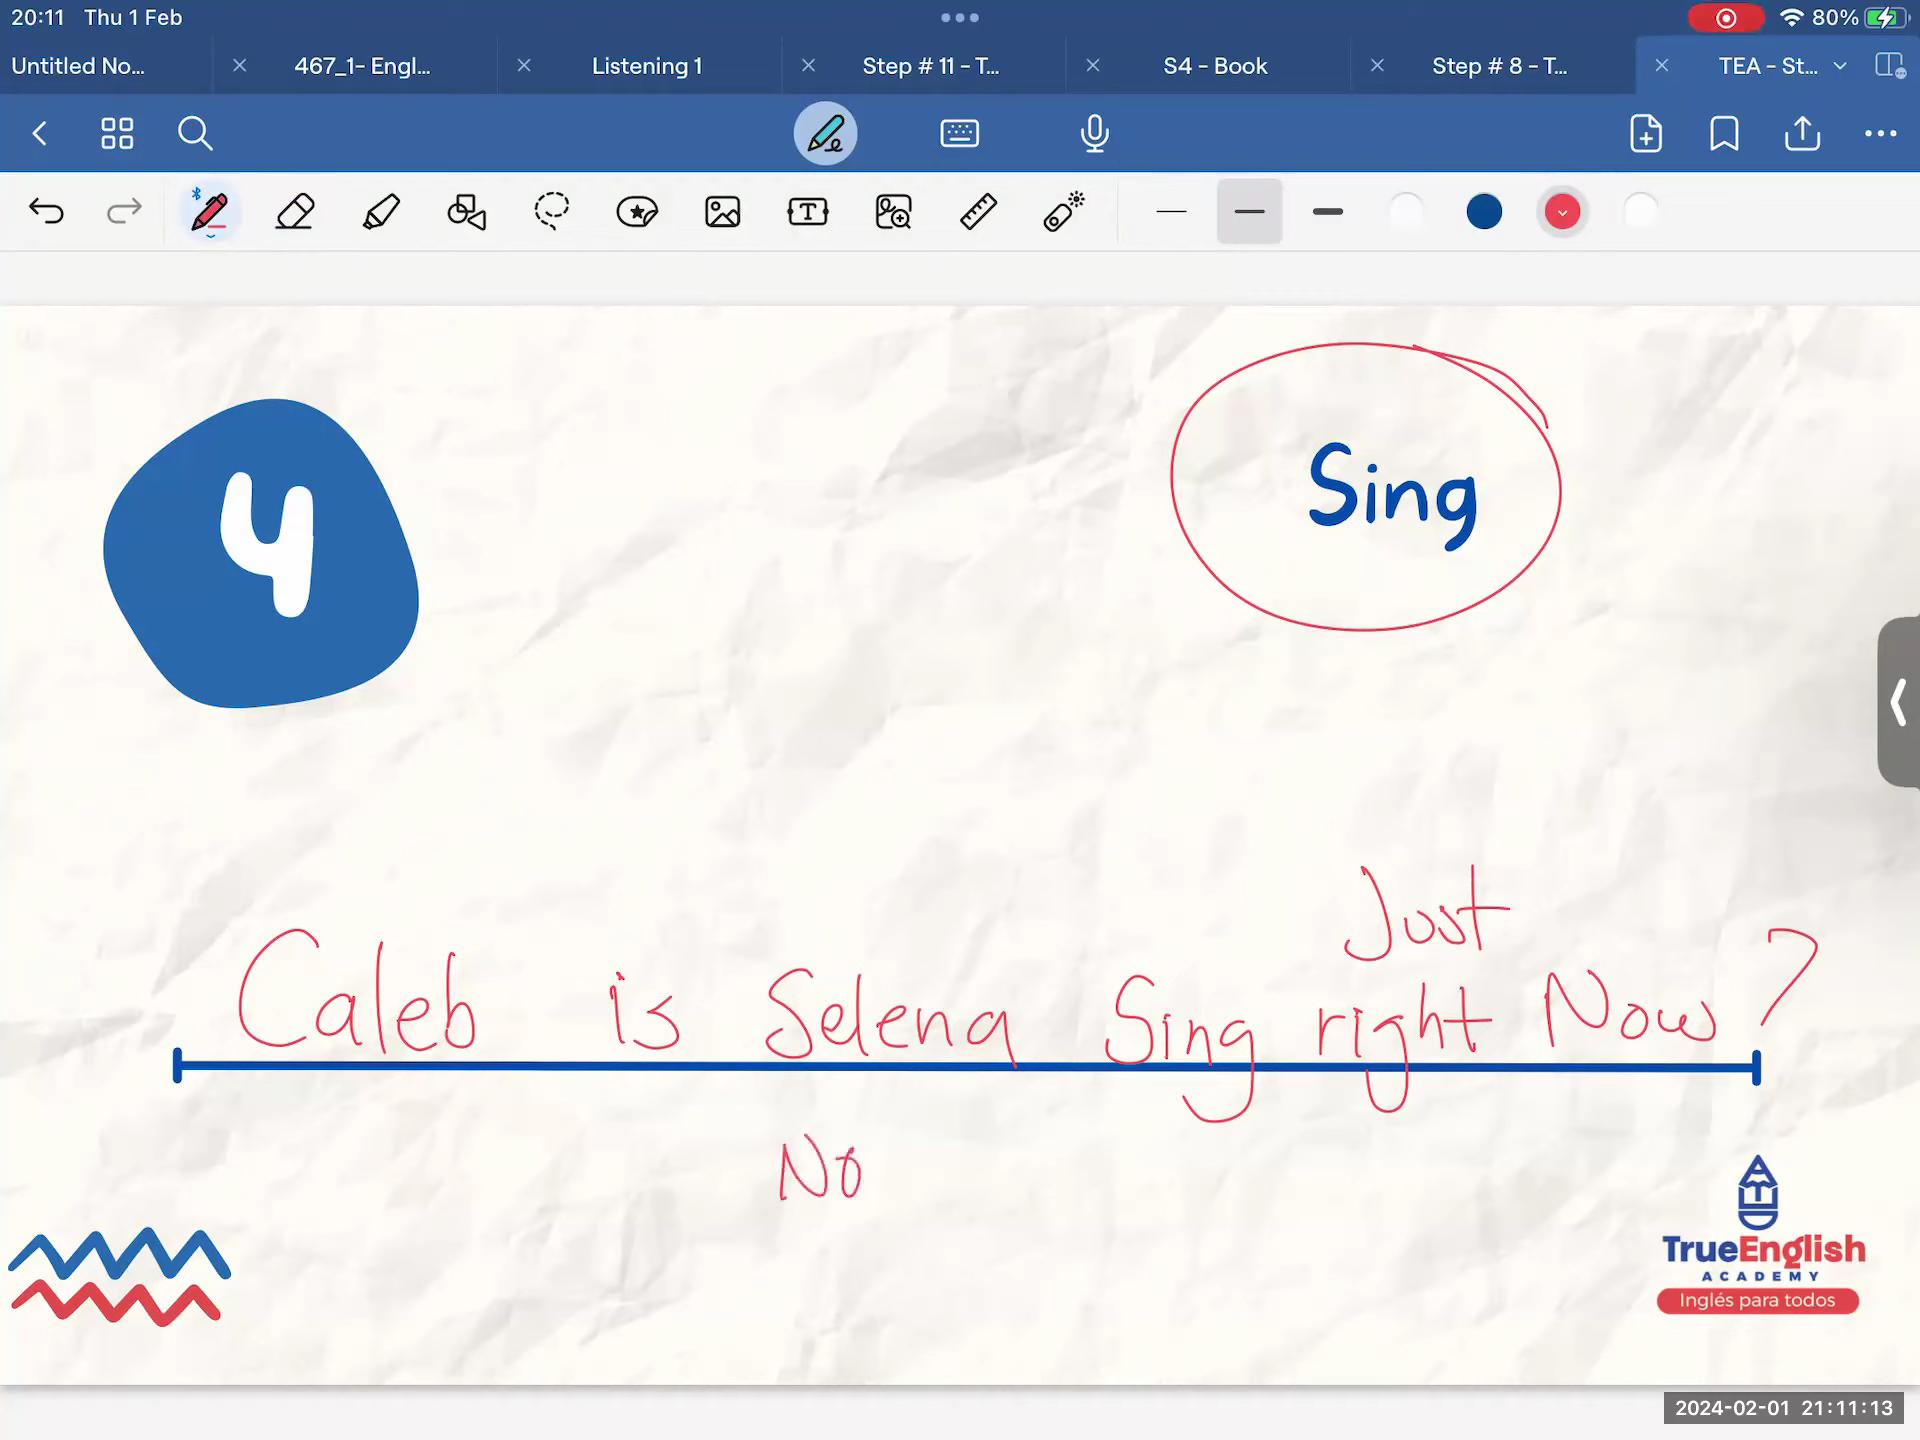 20:11 Thu 1 Feb
80%
Untitled No...
467_1- Engl...
Listening 1
Step # 11 - T...
S4 - Book
Step # 8 - T...
TEA - St...
4
Sing
Just
Caleb is Selena Sing right Now?
No
TrueEnglish
ACADEMY
Inglés para todos
2024-02-01 21:11:13